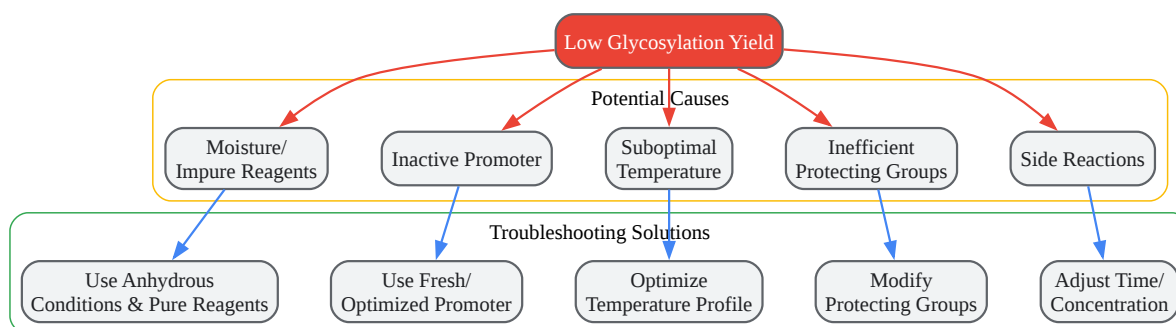 Low Glycosylation Yield
Potential Causes
Moisture/
Impure Reagents
Inactive Promoter
Suboptimal
Temperature
Inefficient
Protecting Groups
Side Reactions
Troubleshooting Solutions
Use Anhydrous
Conditions & Pure Reagents
Use Fresh/
Optimized Promoter
Optimize
Temperature Profile
Modify
Protecting Groups
Adjust Time/
Concentration